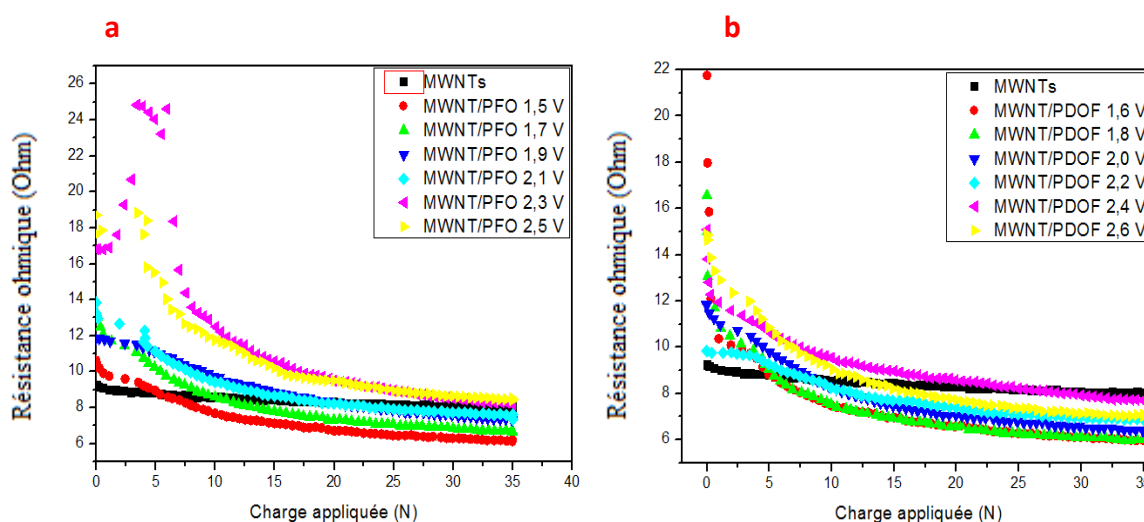 a
Résistance ohmique (Ohm)
26
24
22
20
18
16
14
12
10
8
6
MWNTs
MWNT/PFO 1,5 V
MWNT/PFO 1,7 V
MWNT/PFO 1,9 V
MWNT/PFO 2,1 V
MWNT/PFO 2,3 V
MWNT/PFO 2,5 V
0 5 10 15 20 25 30 35 40
Charge appliquée (N)
b
Résistance ohmique (Ohm)
22
20
18
16
14
12
10
8
6
MWNTs
MWNT/PDOF 1,6 V
MWNT/PDOF 1,8 V
MWNT/PDOF 2,0 V
MWNT/PDOF 2,2 V
MWNT/PDOF 2,4 V
MWNT/PDOF 2,6 V
0 5 10 15 20 25 30 35
Charge appliquée (N)